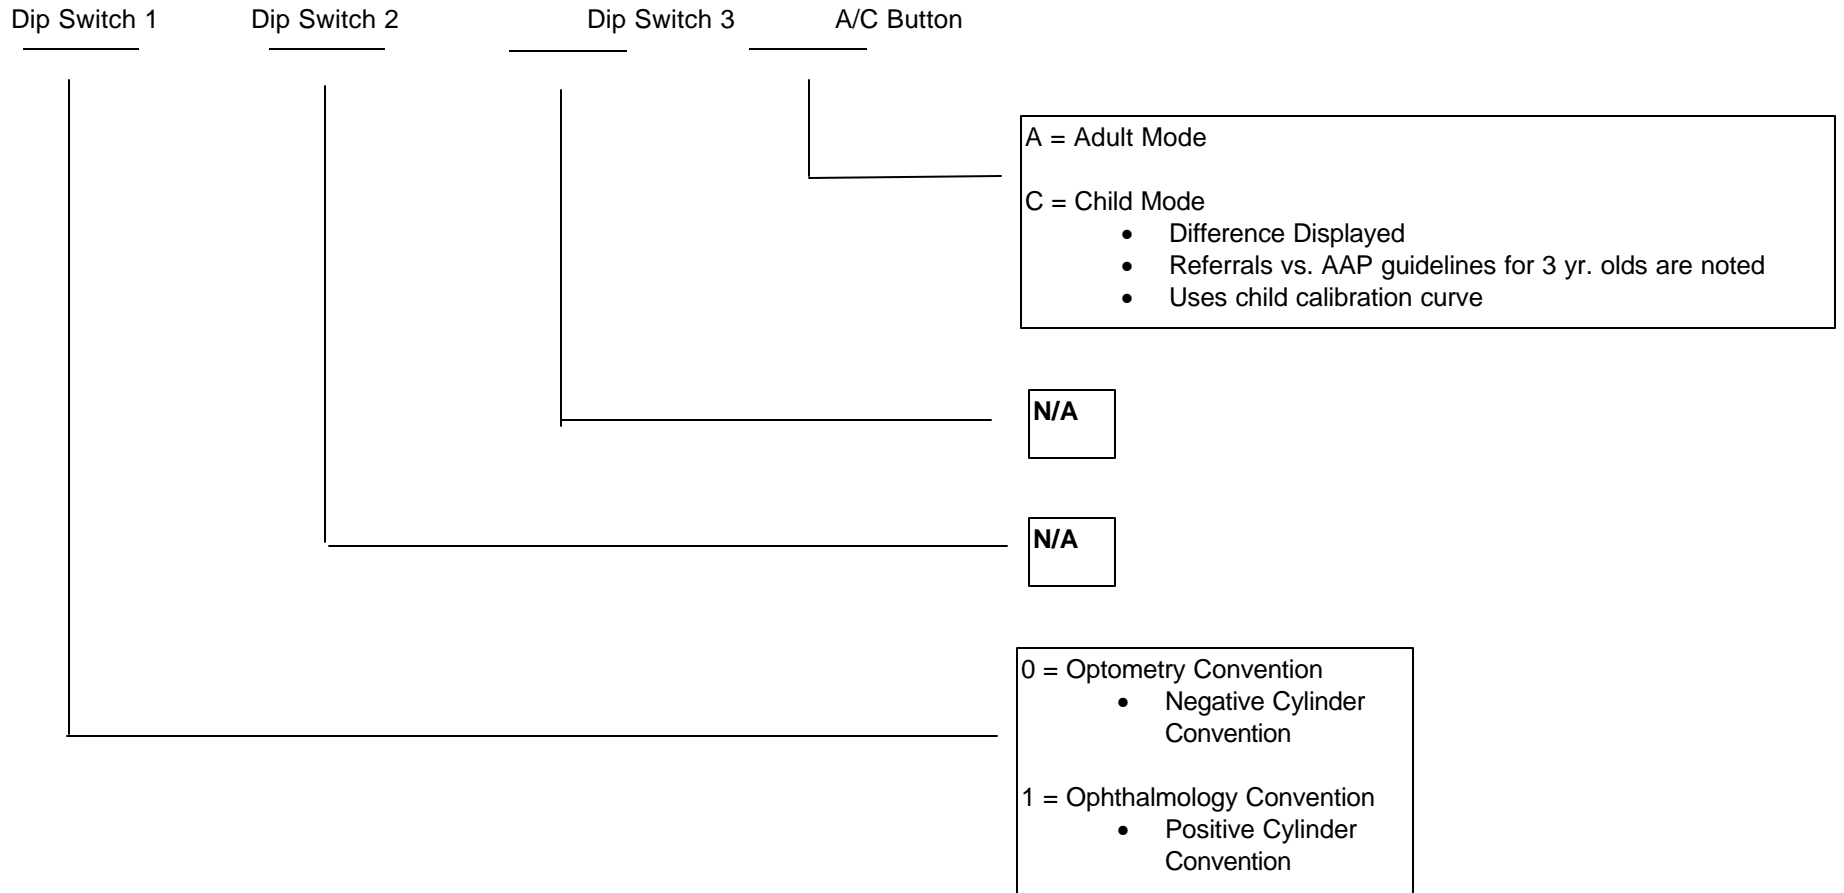 Dip Switch 1 Dip Switch 2 Dip Switch 3 A/C Button
A = Adult Mode
C = Child Mode
• Difference Displayed
• Referrals vs. AAP guidelines for 3 yr. olds are noted
• Uses child calibration curve
N/A
N/A
0 = Optometry Convention
• Negative Cylinder
Convention
1 = Ophthalmology Convention
• Positive Cylinder
Convention